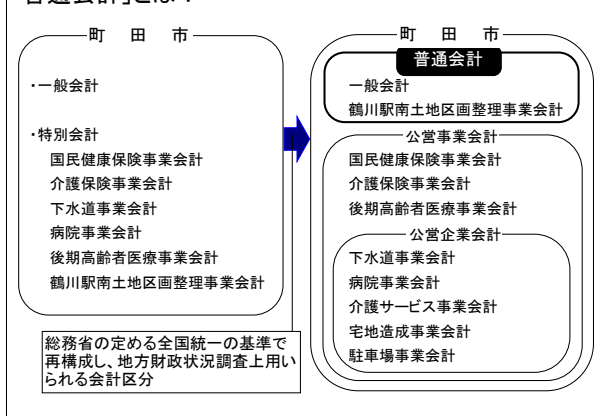 普通会計」とは?
町 田 市
・一般会計
・特別会計
国民健康保険事業会計
介護保険事業会計
下水道事業会計
病院事業会計
後期高齢者医療事業会計
鶴川駅南土地区画整理事業会計
総務省の定める全国統一の基準で
再構成し、地方財政状況調査上用い
られる会計区分
町 田 市
普通会計
一般会計
鶴川駅南土地区画整理事業会計
公営事業会計
国民健康保険事業会計
介護保険事業会計
後期高齢者医療事業会計
公営企業会計
下水道事業会計
病院事業会計
介護サービス事業会計
宅地造成事業会計
駐車場事業会計